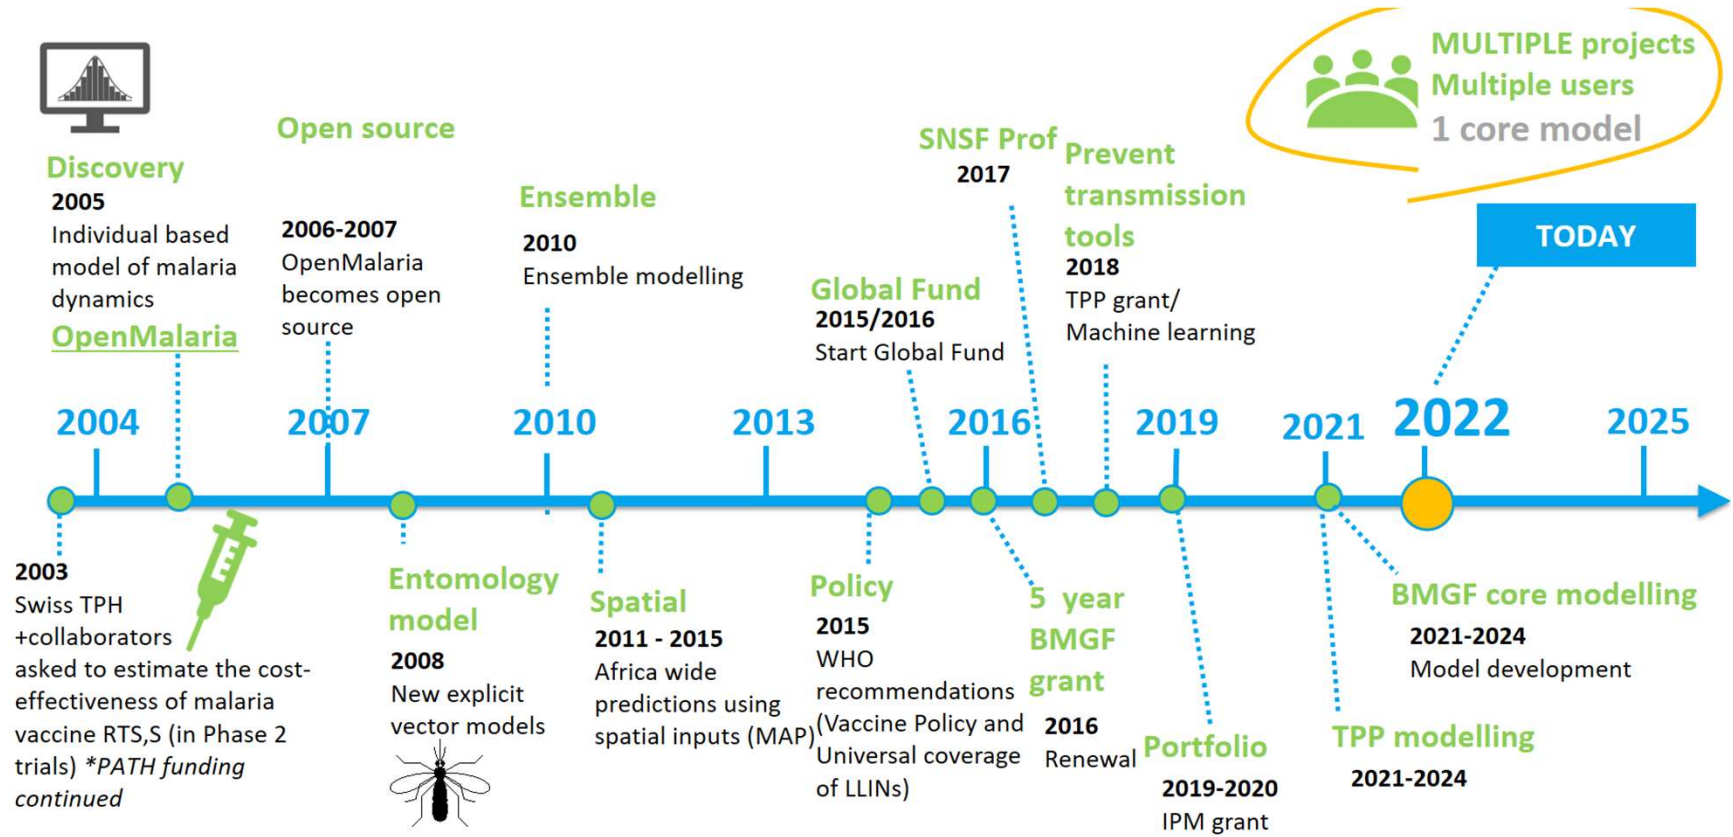 MULTIPLE projects
Multiple users
1 core model
TODAY
Discovery
2005
Individual based
model of malaria
dynamics
OpenMalaria
Open source
2006-2007
OpenMalaria
becomes open
source
Ensemble
2010
Ensemble modelling
Global Fund
2015/2016
Start Global Fund
SNSF Prof
2017
Prevent
transmission
tools
2018
TPP grant/
Machine learning
2004
2007
2010
2013
2016
2019
2021
2022
2025
2003
Swiss TPH
+collaborators
asked to estimate the cost-
effectiveness of malaria
vaccine RTS,S (in Phase 2
trials) *PATH funding
continued
Entomology
model
2008
New explicit
vector models
Spatial
2011 - 2015
Africa wide
predictions using
spatial inputs (MAP)
Policy
2015
WHO
recommendations
(Vaccine Policy and
Universal coverage
of LLINs)
5 year
BMGF
grant
2016
Renewal
Portfolio
2019-2020
IPM grant
TPP modelling
2021-2024
BMGF core modelling
2021-2024
Model development